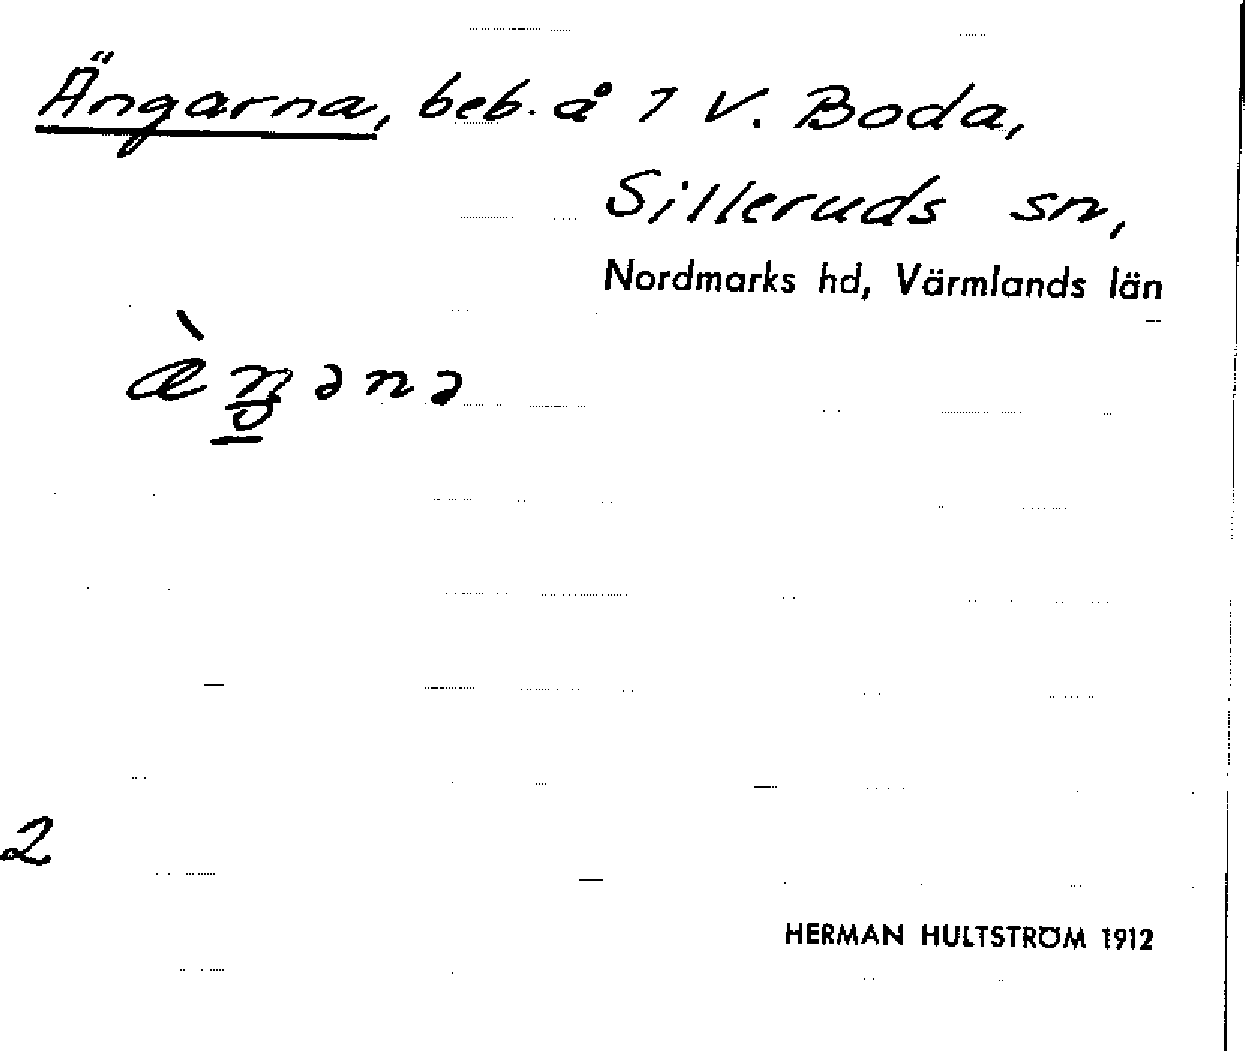 Ängarna, beb. å 7 V. Boda,
Silleruds sn,
Nordmarks hd, Värmlands län
2
HERMAN HULTSTRÖM 1912